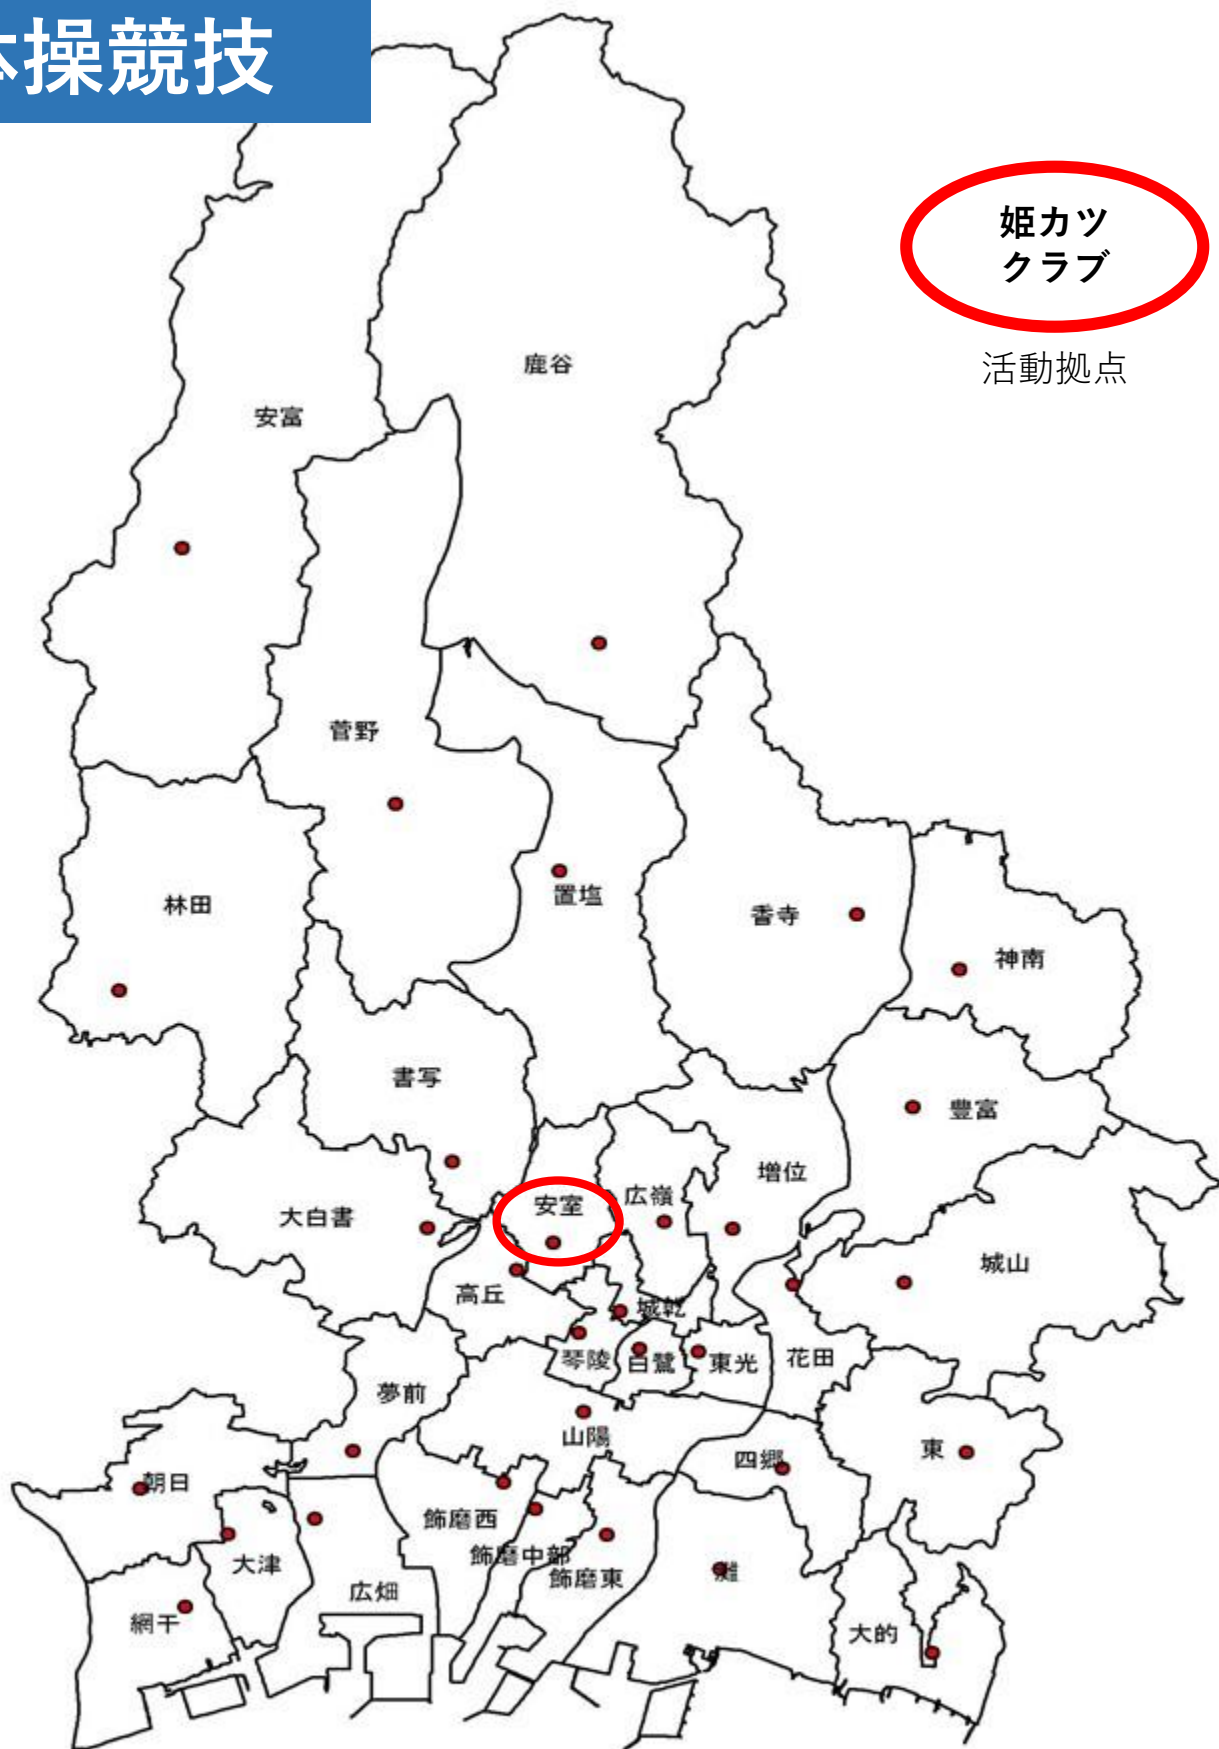 体操競技
姫カツ
クラブ
活動拠点
鹿谷
安富
菅野
置塩
林田
香寺
神南
書写
豊富
増位
安室
広嶺
大白書
城山
高丘
城乾
琴陵
白鷺
東光
花田
夢前
山陽
東
四郷
朝日
飾磨西
飾磨中部
飾磨東
大津
灘
広畑
網干
大的